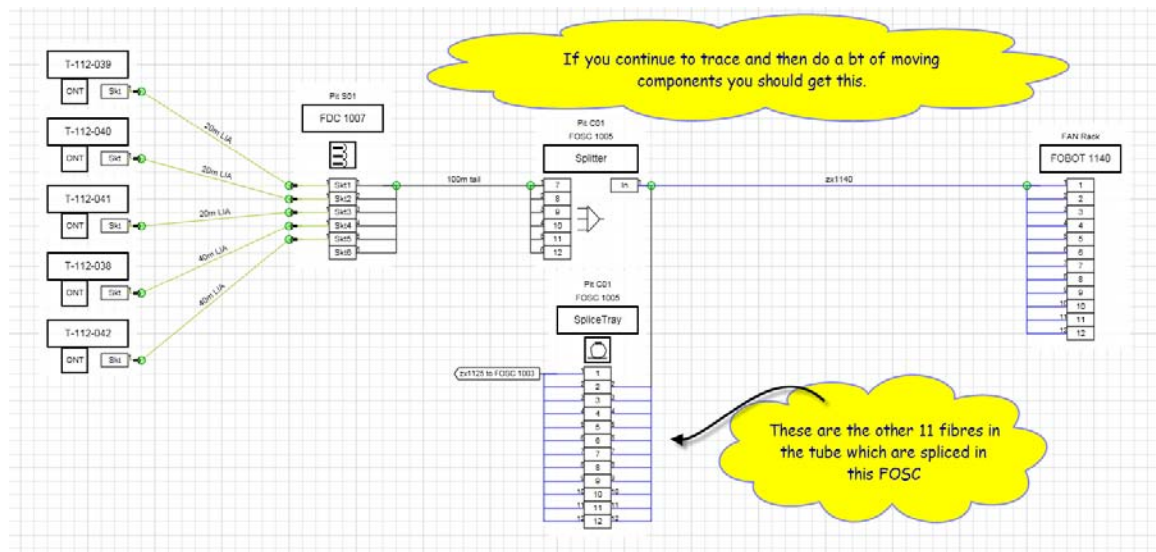 If you continue to trace and then do a bt of moving
components you should get this.
T-112-039
ONT Skt
T-112-040
ONT Skt
T-112-041
ONT Skt
T-112-038
ONT Skt
T-112-042
ONT Skt
20m LIA
20m LIA
20m LIA
40m LIA
40m LIA
Pit S01
FDC 1007
Skt1
Skt2
Skt3
Skt4
Skt5
Skt6
100m tail
Pit C01
FOSC 1005
Splitter
7 In
8
9
10
11
12
zx1140
FAN Rack
FOBOT 1140
1
2
3
4
5
6
7
8
9
10
11
12
Pit C01
FOSC 1005
SpliceTray
zv1125 to FOSC 1003
1
2
3
4
5
6
7
8
9
10
11
12
These are the other 11 fibres in
the tube which are spliced in
this FOSC